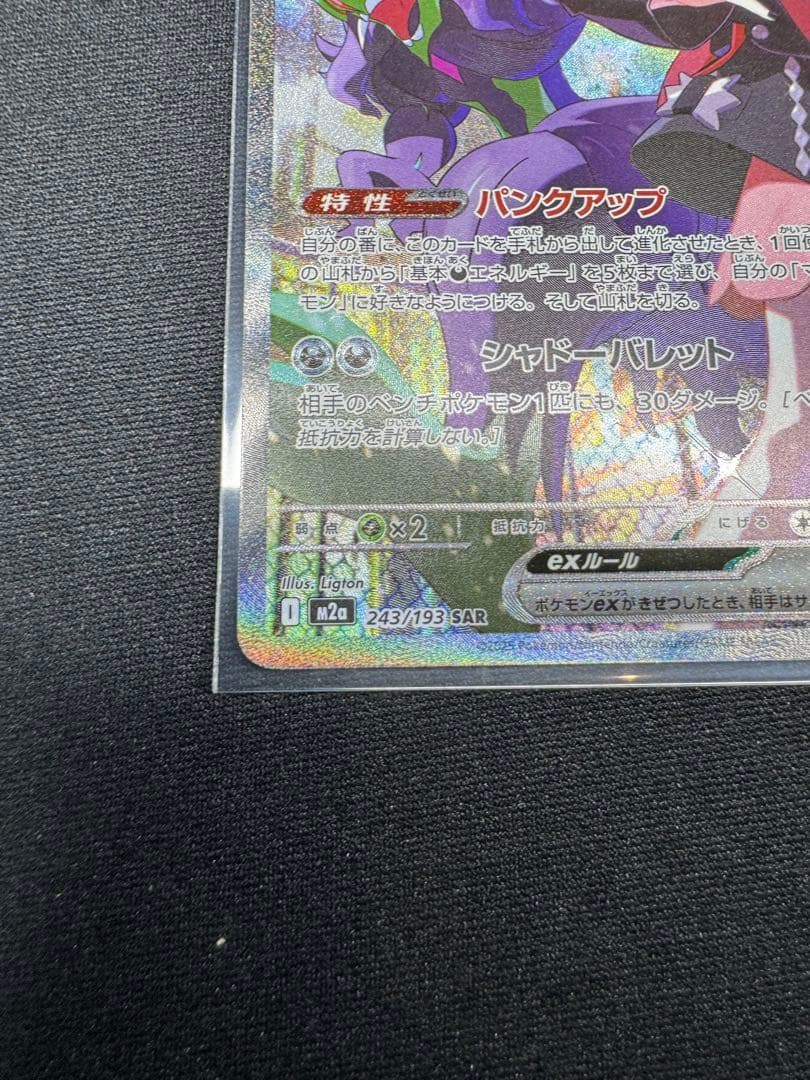 特性 パンクアップ
自分の番に、このカードを手札から出して進化させたとき、1回
の山札から「基本エネルギー」を5枚まで選び、自分の「マ
モン」に好きなようにつける。そして山札を切る。
シャドーバレット
相手のベンチポケモン1匹にも、30ダメージ。[ベ
抵抗力を計算しない。]
弱点 ×2 抵抗力 にげる
exルール
Illus. Ligton
ポケモンexがきぜつしたとき、相手はサ
I M2a 243/193 SAR
©2025 Pokémon/Nintendo/Creatures/GAME